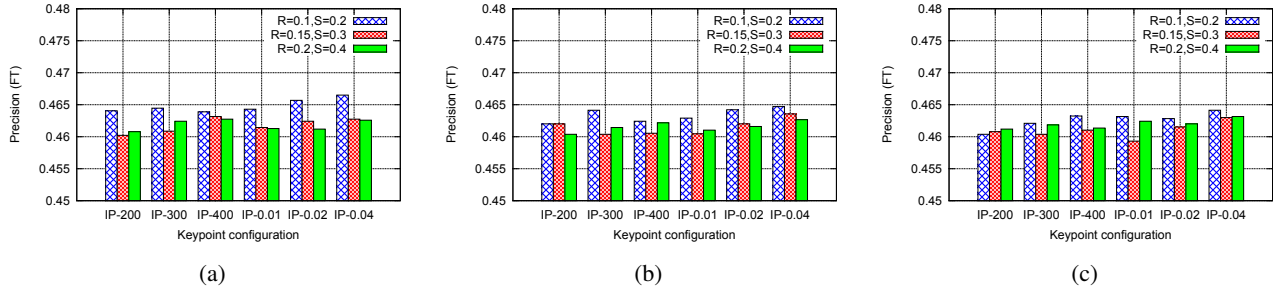 0.48
0.475
0.47
0.465
0.46
0.455
0.45
Precision (FT)
R=0.1,S=0.2
R=0.15,S=0.3
R=0.2,S=0.4
IP-200 IP-300 IP-400 IP-0.01 IP-0.02 IP-0.04
Keypoint configuration
(a)
0.48
0.475
0.47
0.465
0.46
0.455
0.45
Precision (FT)
R=0.1,S=0.2
R=0.15,S=0.3
R=0.2,S=0.4
IP-200 IP-300 IP-400 IP-0.01 IP-0.02 IP-0.04
Keypoint configuration
(b)
0.48
0.475
0.47
0.465
0.46
0.455
0.45
Precision (FT)
R=0.1,S=0.2
R=0.15,S=0.3
R=0.2,S=0.4
IP-200 IP-300 IP-400 IP-0.01 IP-0.02 IP-0.04
Keypoint configuration
(c)